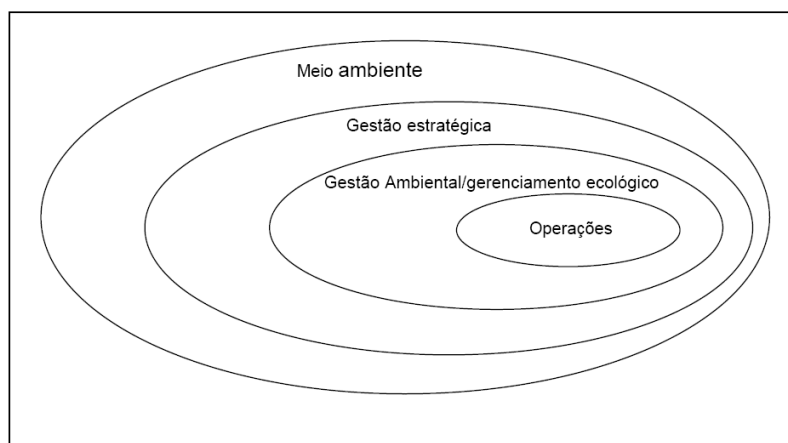 Meio ambiente
Gestão estratégica
Gestão Ambiental/gerenciamento ecológico
Operações